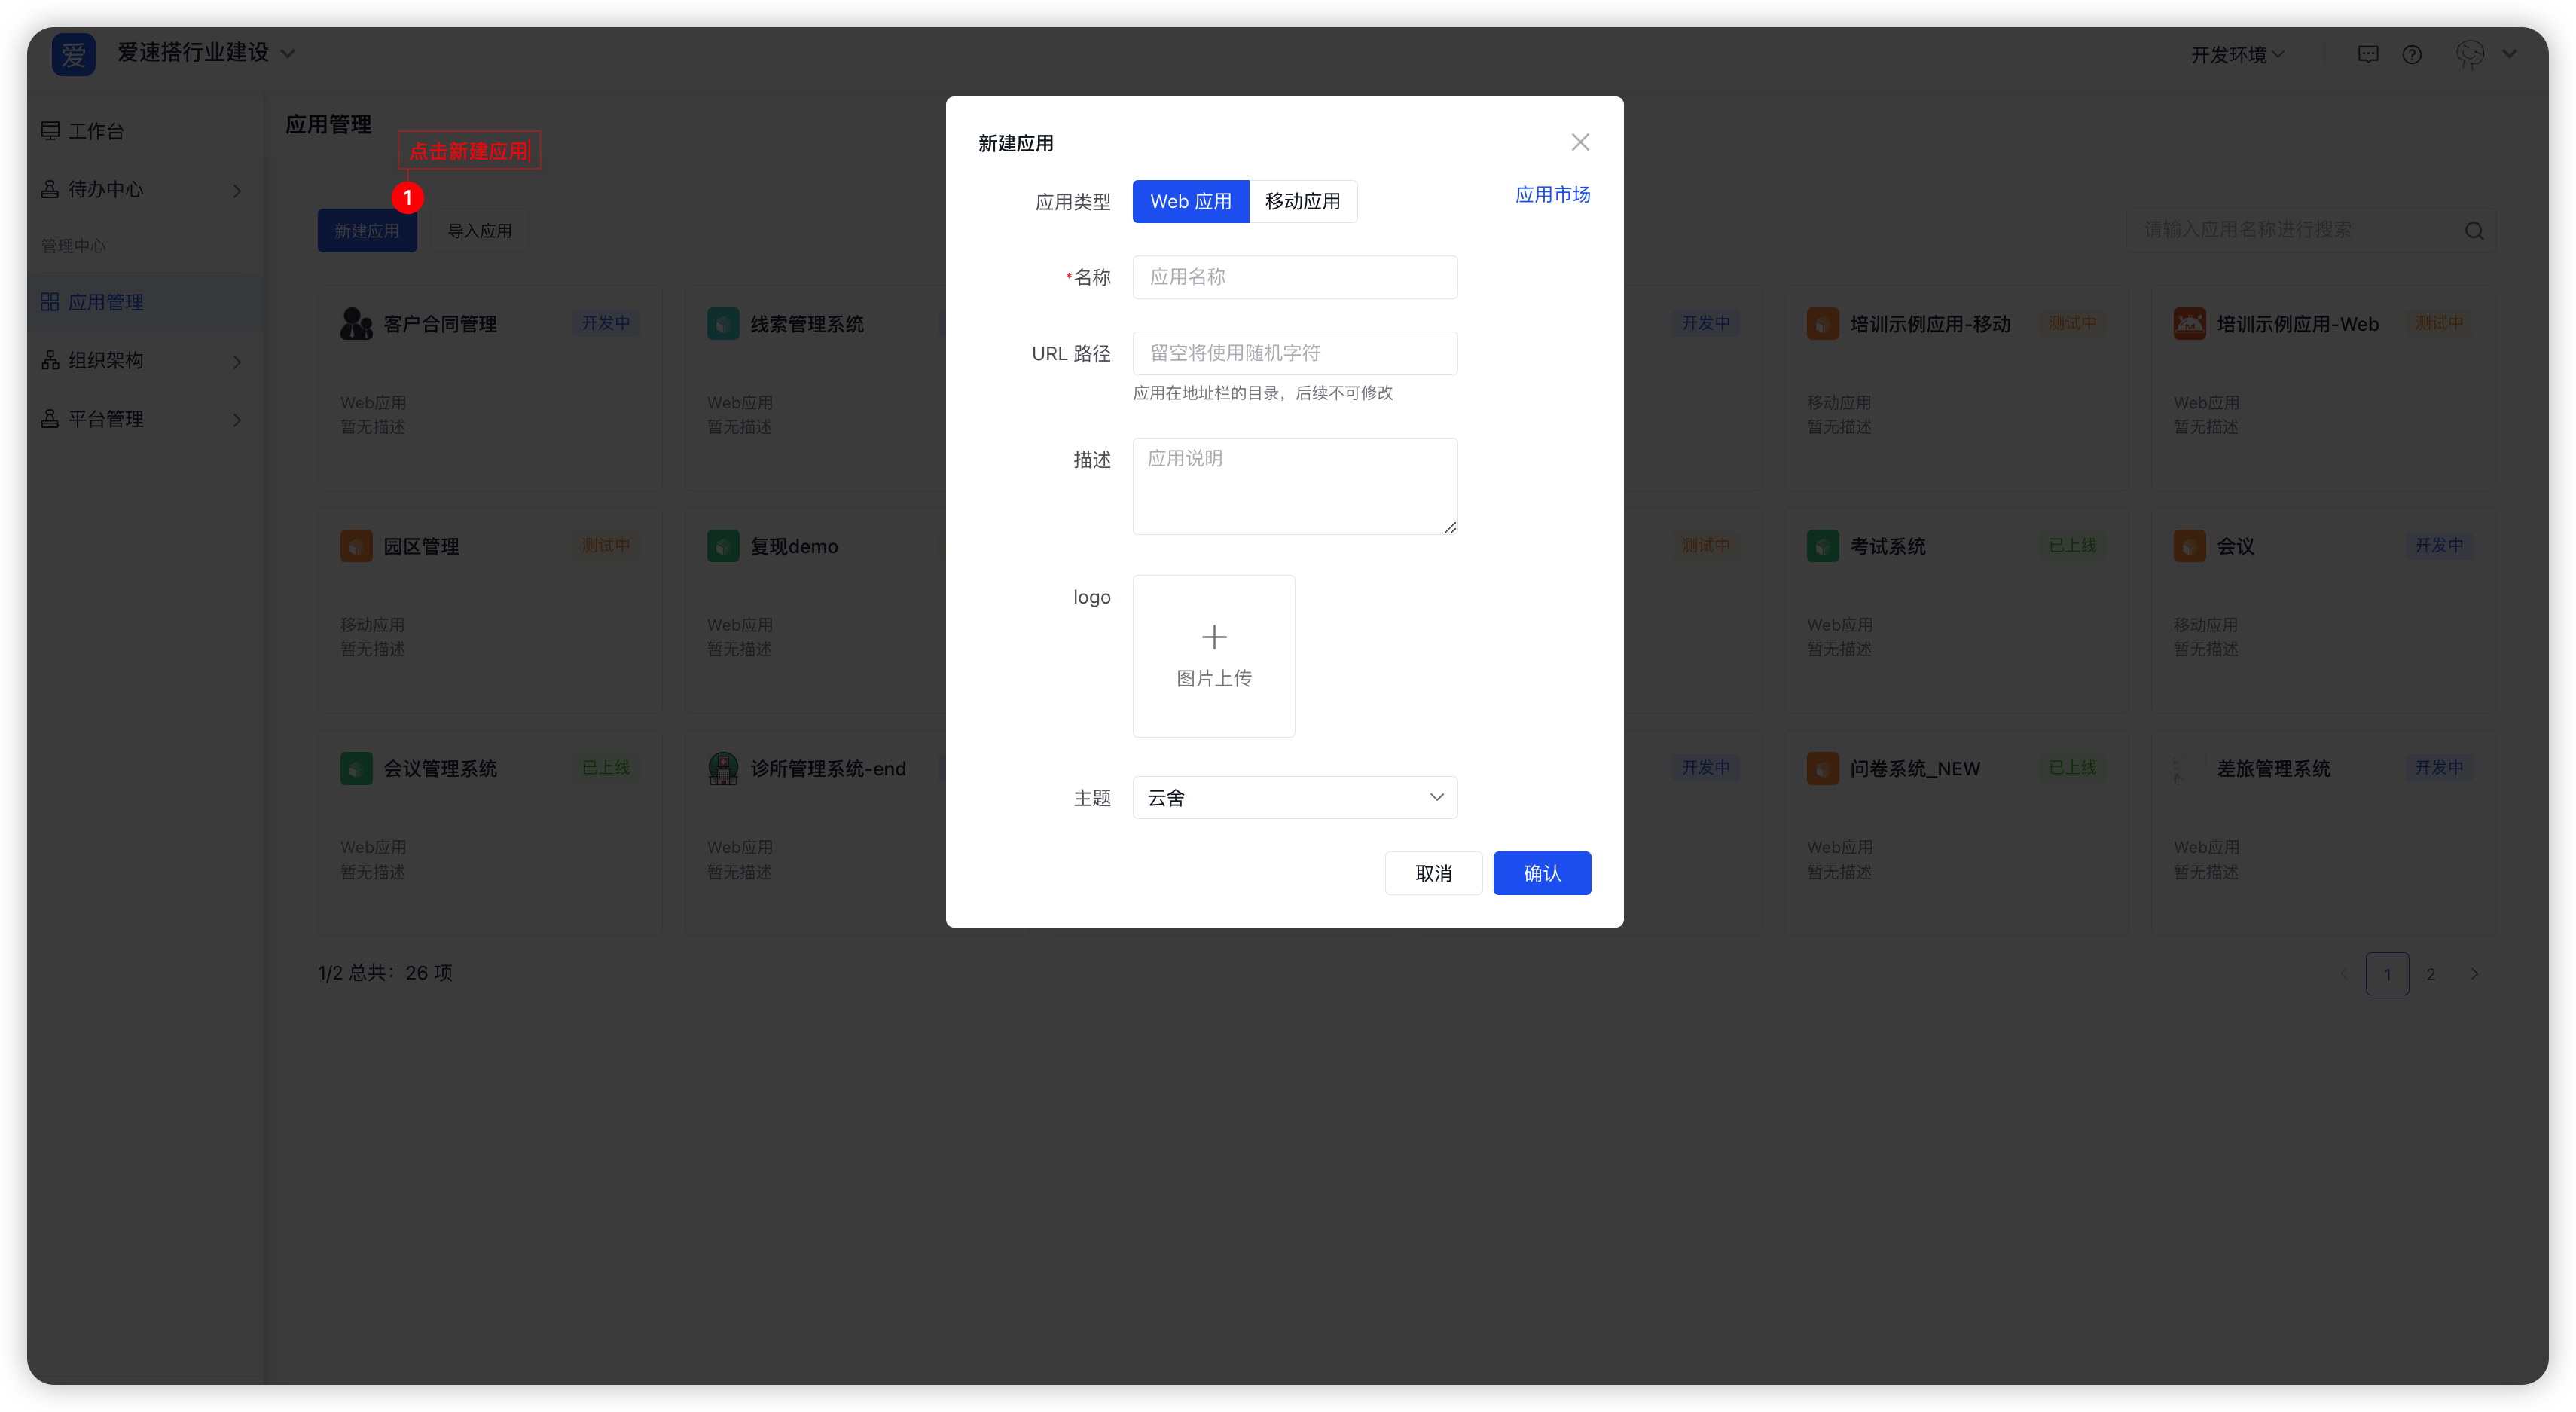 爱 爱速搭行业建设 开发环境
工作台
待办中心
管理中心
应用管理
组织架构
平台管理
应用管理
点击新建应用
1
新建应用 导入应用
请输入应用名称进行搜索
客户合同管理 开发中
Web应用
暂无描述
线索管理系统
Web应用
暂无描述
开发中
培训示例应用-移动 测试中
移动应用
暂无描述
培训示例应用-Web 测试中
Web应用
暂无描述
园区管理 测试中
移动应用
暂无描述
复现demo
Web应用
暂无描述
测试中
考试系统 已上线
Web应用
暂无描述
会议 开发中
移动应用
暂无描述
会议管理系统 已上线
Web应用
暂无描述
诊所管理系统-end
Web应用
暂无描述
开发中
问卷系统_NEW 已上线
Web应用
暂无描述
差旅管理系统 开发中
Web应用
暂无描述
1/2 总共：26 项
1 2
新建应用
应用类型 Web 应用 移动应用 应用市场
*名称 应用名称
URL 路径 留空将使用随机字符
应用在地址栏的目录，后续不可修改
描述 应用说明
logo
图片上传
主题 云舍
取消 确认